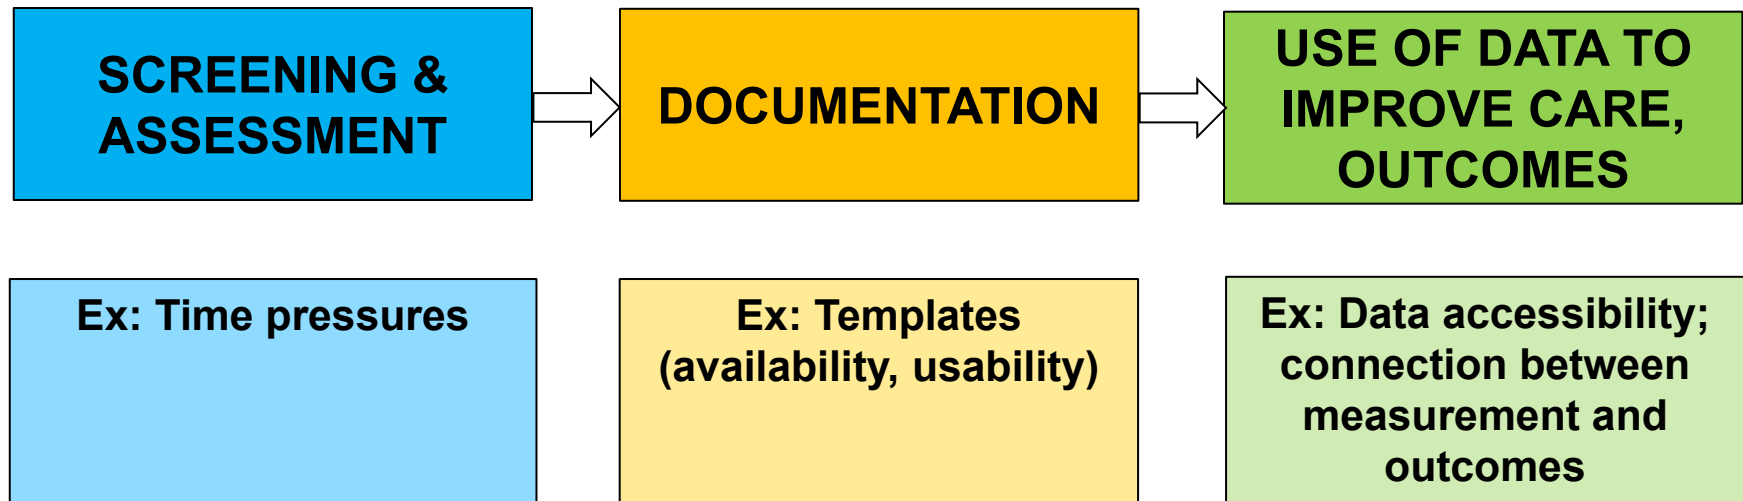 SCREENING &
ASSESSMENT
DOCUMENTATION
USE OF DATA TO
IMPROVE CARE,
OUTCOMES
Ex: Time pressures
Ex: Templates
(availability, usability)
Ex: Data accessibility;
connection between
measurement and
outcomes